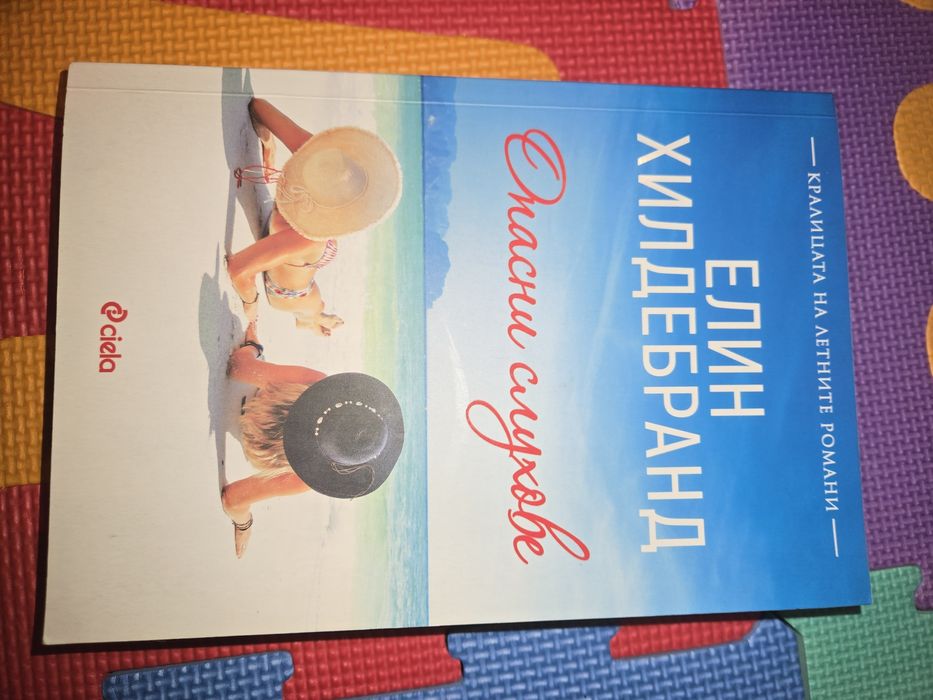 КРАЛИЦАТА НА ЛЕТНИТЕ РОМАНИ
ЕЛИН
ХИЛДЕБРАНД
Опасни слухове
ciela